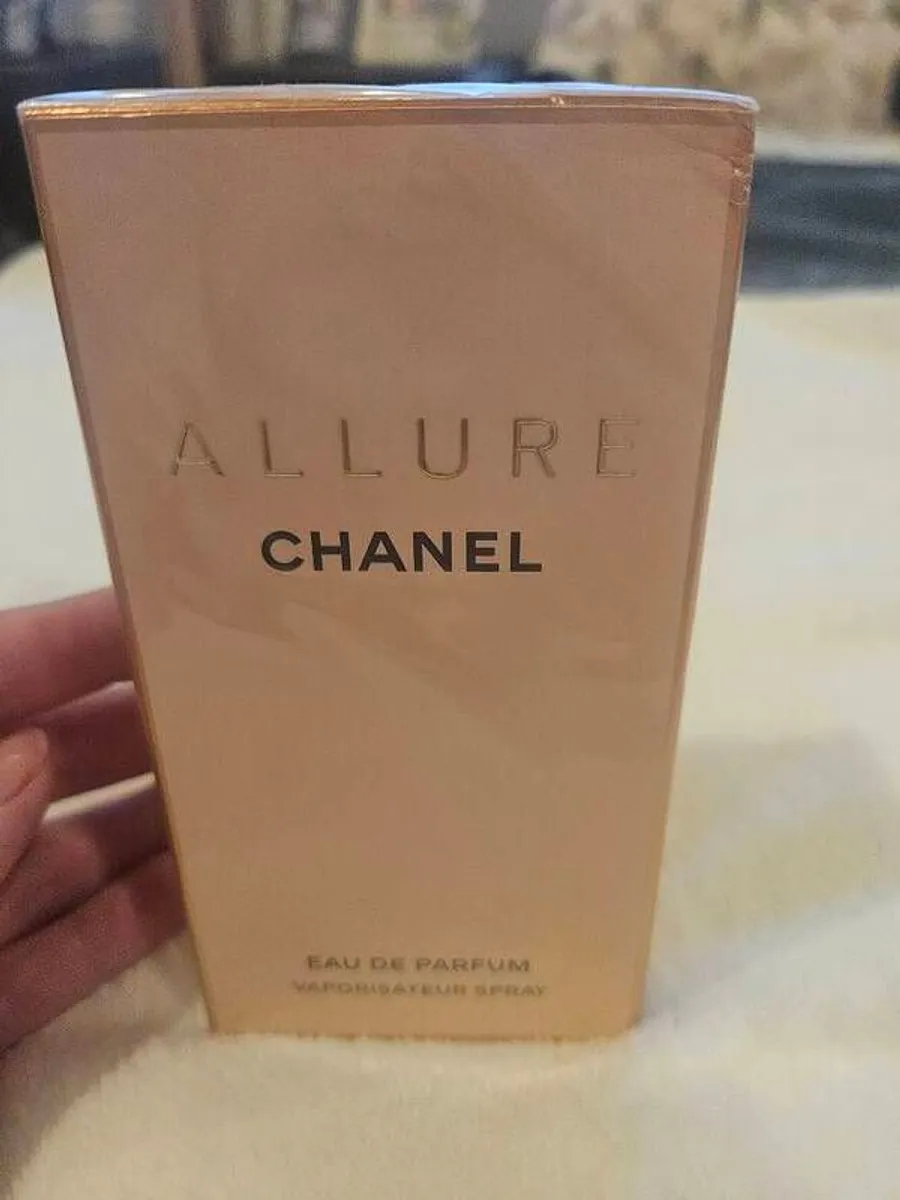 ALLURE
CHANEL
EAU DE PARFUM
VAPORISATEUR SPRAY